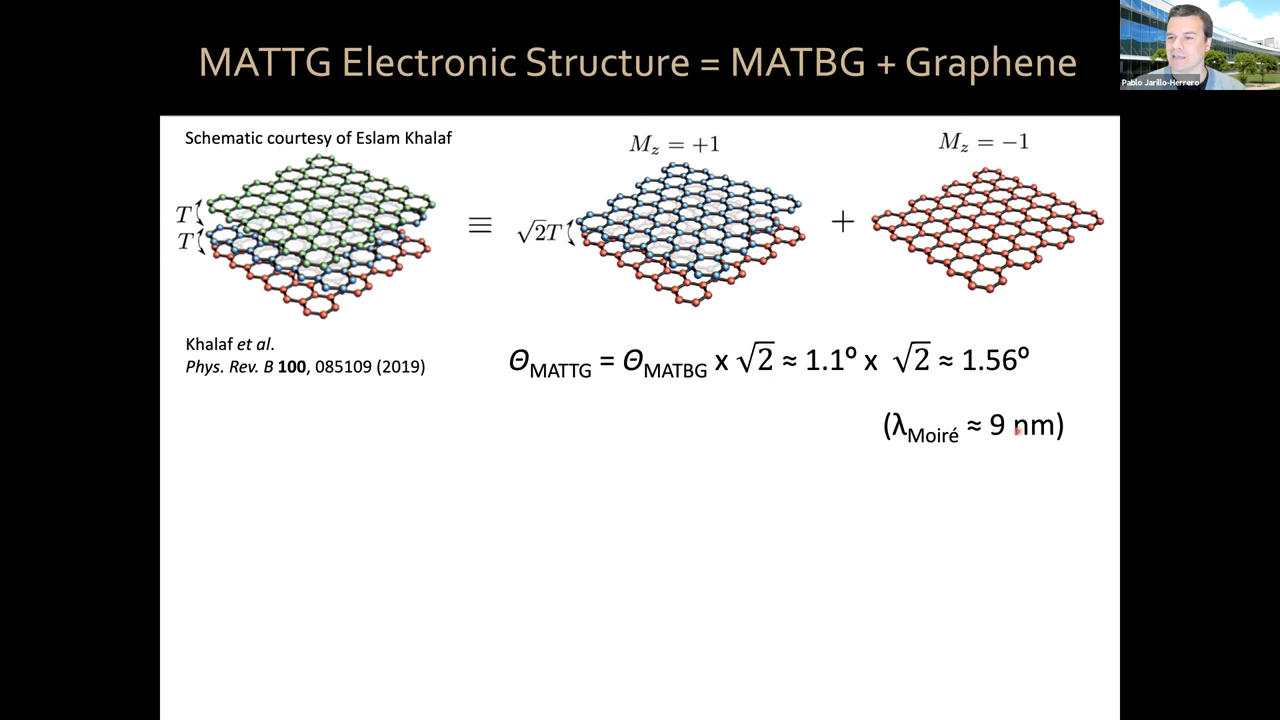 MATTG Electronic Structure = MATBG + Graphene
Pablo Jarillo-Herrero
Schematic courtesy of Eslam Khalaf
M_z = +1
M_z = −1
T
T
≡
√2T
+
Khalaf et al.
Phys. Rev. B 100, 085109 (2019)
Θ_MATTG = Θ_MATBG x √2 ≈ 1.1º x √2 ≈ 1.56º
(λ_Moiré ≈ 9 nm)